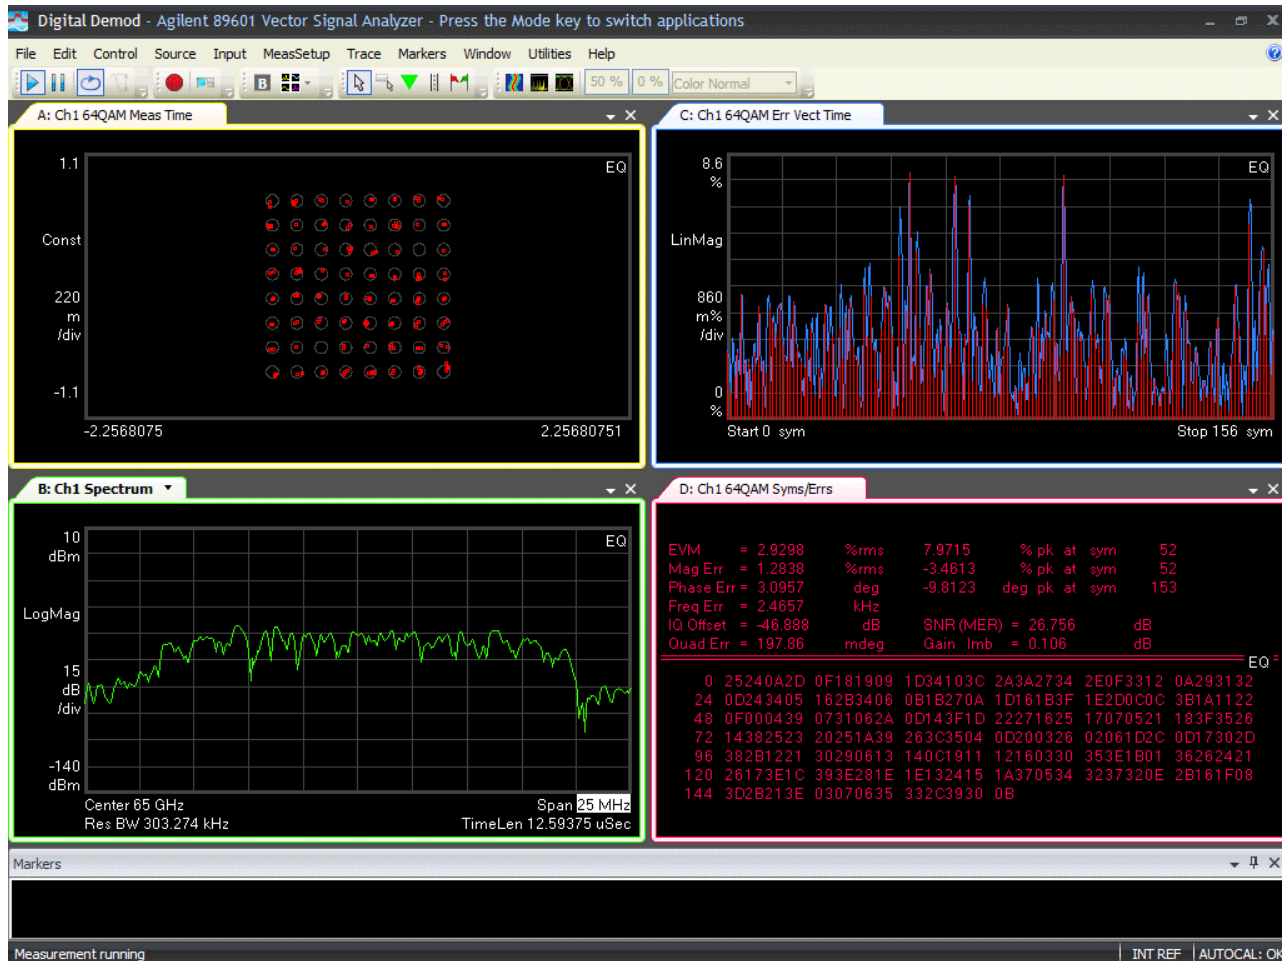 Digital Demod - Agilent 89601 Vector Signal Analyzer - Press the Mode key to switch applications
File Edit Control Source Input MeasSetup Trace Markers Window Utilities Help
B 50 % 0 % Color Normal
A: Ch1 64QAM Meas Time
1.1
EQ
Const
220
m
/div
-1.1
-2.2568075 2.25680751
C: Ch1 64QAM Err Vect Time
8.6
%
EQ
LinMag
860
m%
/div
0
%
Start 0 sym Stop 156 sym
B: Ch1 Spectrum
10
dBm
EQ
LogMag
15
dB
/div
-140
dBm
Center 65 GHz Span 25 MHz
Res BW 303.274 kHz TimeLen 12.59375 uSec
D: Ch1 64QAM Syms/Errs
EVM = 2.9298 %rms 7.9715 % pk at sym 52
Mag Err = 1.2838 %rms -3.4613 % pk at sym 52
Phase Err = 3.0957 deg -9.8123 deg pk at sym 153
Freq Err = 2.4657 kHz
IQ Offset = -46.888 dB SNR(MER) = 26.756 dB
Quad Err = 197.86 mdeg Gain Imb = 0.106 dB
EQ
0 25240A2D 0F181909 1D34103C 2A3A2734 2E0F3312 0A293132
24 0D243405 162B3406 0B1B270A 1D161B3F 1E2D0C0C 3B1A1122
48 0F000439 0731062A 0D143F1D 22271625 17070521 183F3526
72 14382523 20251A39 263C3504 0D200326 02061D2C 0D17302D
96 382B1221 30290613 140C1911 12160330 353E1B01 36262421
120 26173E1C 393E281E 1E132415 1A370534 3237320E 2B161F08
144 3D2B213E 03070635 332C3930 0B
Markers
Measurement running INT REF AUTOCAL: OK